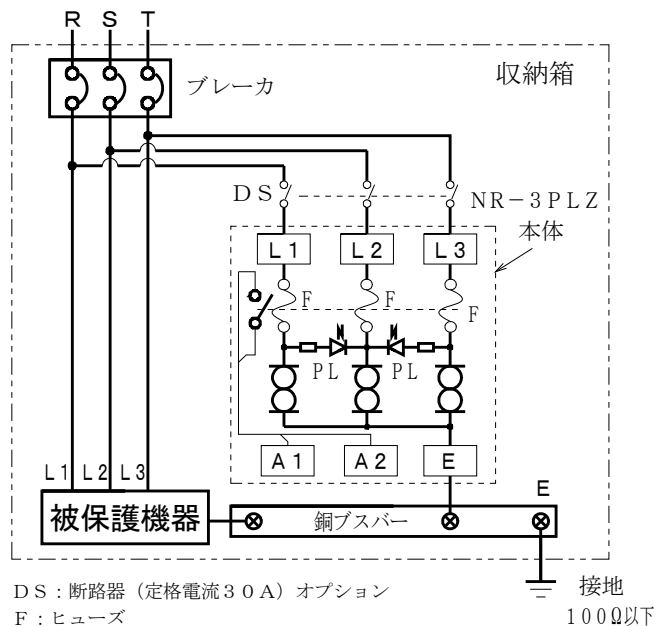 R S T
収納箱
ブレーカ
DS
NR-3PLZ
本体
L1 L2 L3
F F F
PL PL
A1 A2 E
L1 L2 L3
E
被保護機器
銅ブスバー
DS:断路器(定格電流30A)オプション
接地
F:ヒューズ
100Ω以下